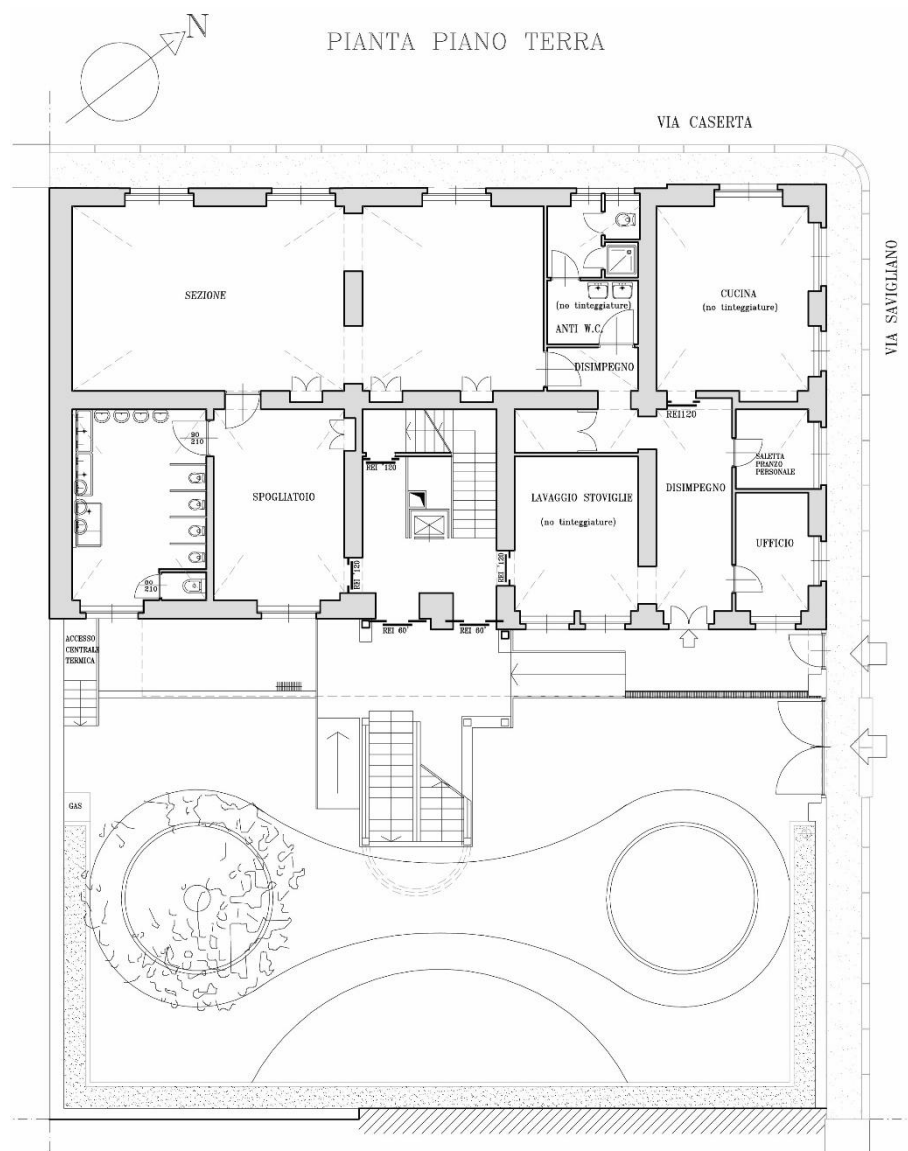 N
PIANTA PIANO TERRA
VIA CASERTA
VIA SAVIGLIANO
SEZIONE
(no tinteggiature)
ANTI W.C.
DISIMPEGNO
CUCINA
(no tinteggiature)
REI120
90
210
SPOGLIATOIO
REI 120
LAVAGGIO STOVIGLIE
(no tinteggiature)
DISIMPEGNO
SALETTA
PRANZO
PERSONALE
UFFICIO
90
210
REI 120
REI 120
REI 60'
REI 60'
ACCESSO
CENTRALE
TERMICA
GAS